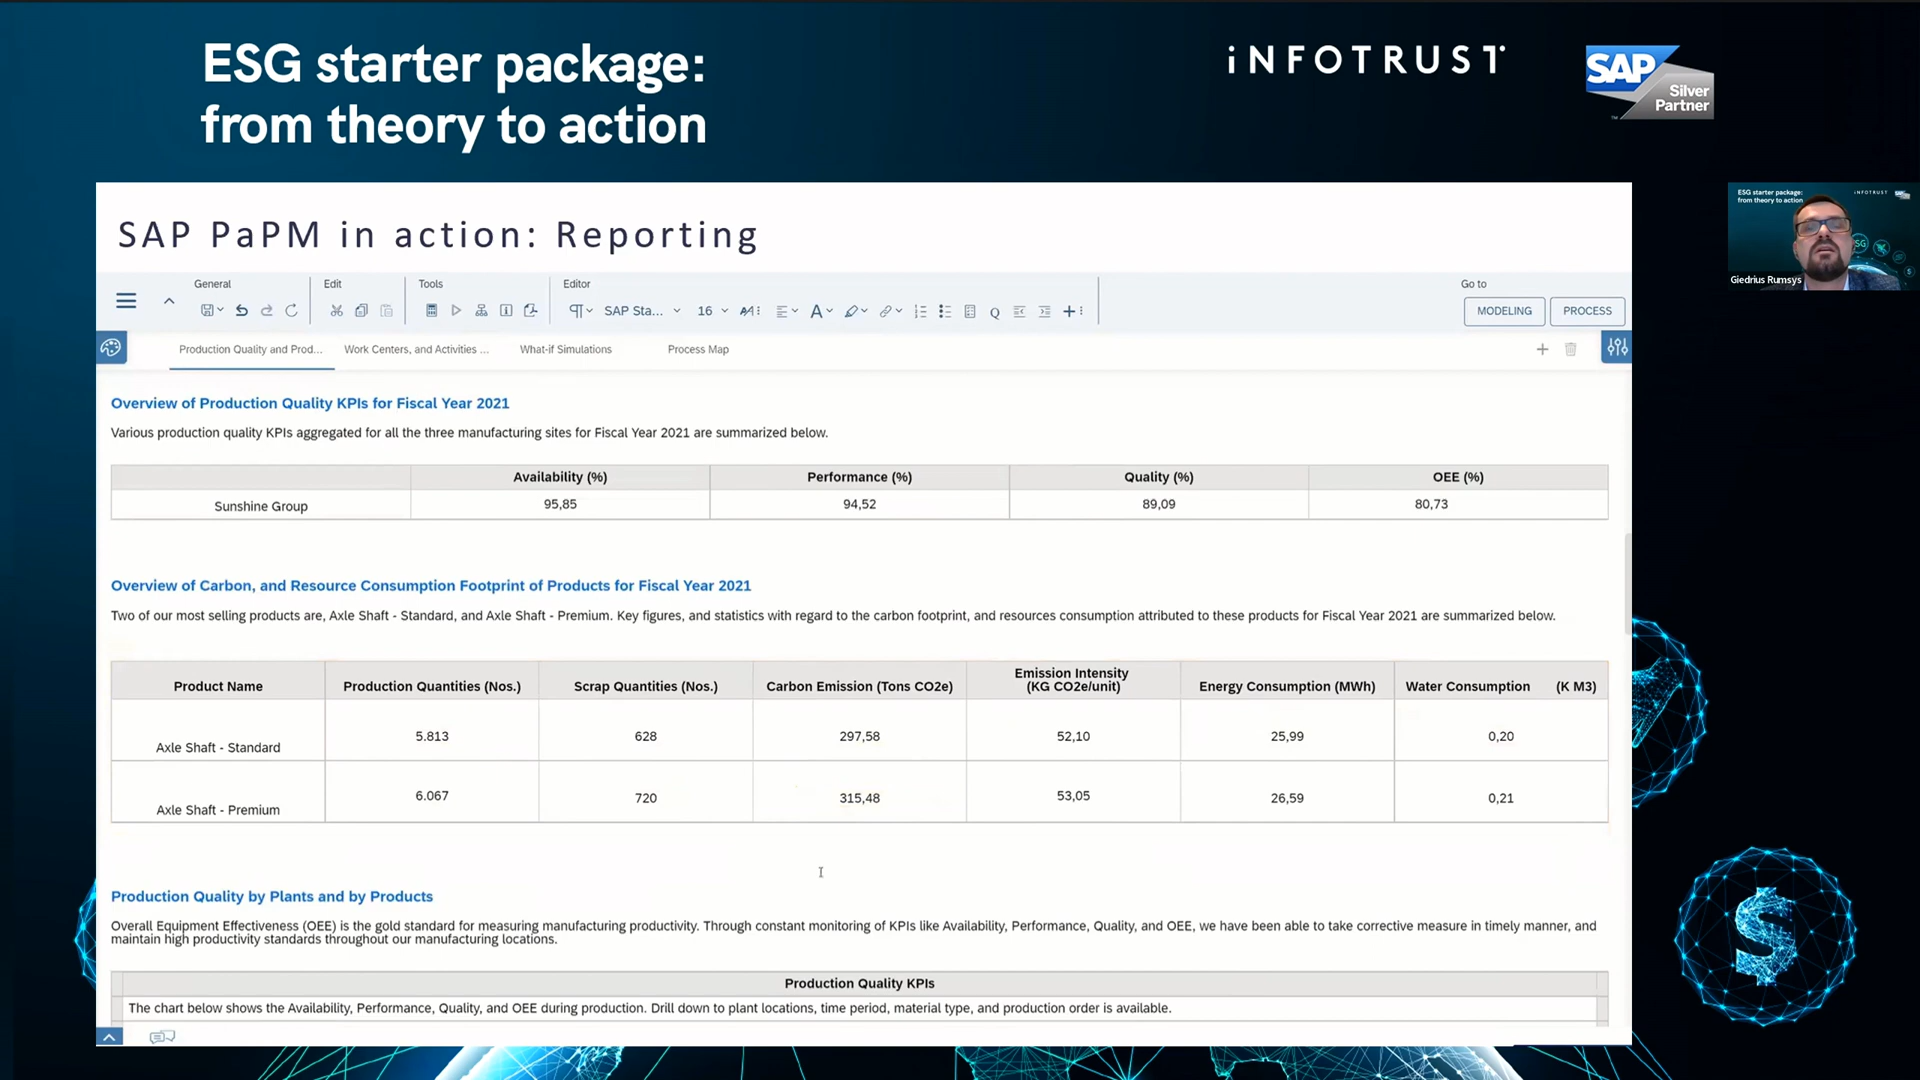 ESG starter package:
from theory to action
iNFOTRUST
SAP
Silver
Partner
™
ESG starter package:
from theory to action
INFOTRUST
Giedrius Rumsys
SAP PaPM in action: Reporting
General
Edit
Tools
Editor
Go to
SAP Sta...
16
MODELING
PROCESS
Production Quality and Prod...
Work Centers, and Activities ...
What-if Simulations
Process Map
Overview of Production Quality KPIs for Fiscal Year 2021
Various production quality KPIs aggregated for all the three manufacturing sites for Fiscal Year 2021 are summarized below.
Availability (%) Performance (%) Quality (%) OEE (%)
Sunshine Group 95,85 94,52 89,09 80,73
Overview of Carbon, and Resource Consumption Footprint of Products for Fiscal Year 2021
Two of our most selling products are, Axle Shaft - Standard, and Axle Shaft - Premium. Key figures, and statistics with regard to the carbon footprint, and resources consumption attributed to these products for Fiscal Year 2021 are summarized below.
Product Name Production Quantities (Nos.) Scrap Quantities (Nos.) Carbon Emission (Tons CO2e) Emission Intensity (KG CO2e/unit) Energy Consumption (MWh) Water Consumption (K M3)
Axle Shaft - Standard 5.813 628 297,58 52,10 25,99 0,20
Axle Shaft - Premium 6.067 720 315,48 53,05 26,59 0,21
Production Quality by Plants and by Products
Overall Equipment Effectiveness (OEE) is the gold standard for measuring manufacturing productivity. Through constant monitoring of KPIs like Availability, Performance, Quality, and OEE, we have been able to take corrective measure in timely manner, and
maintain high productivity standards throughout our manufacturing locations.
Production Quality KPIs
The chart below shows the Availability, Performance, Quality, and OEE during production. Drill down to plant locations, time period, material type, and production order is available.
$